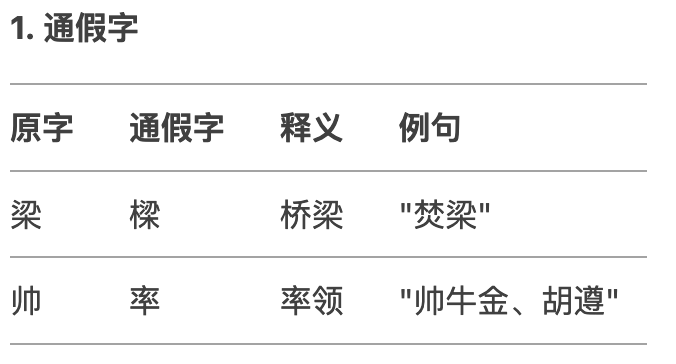 1. 通假字
原字 通假字 释义 例句
梁 樑 桥梁 "焚梁"
帅 率 率领 "帅牛金、胡遵"